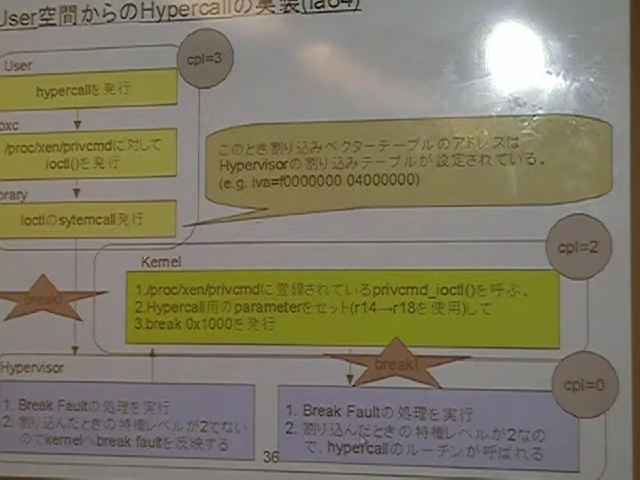 User空間からのHypercallの実装(ia64)
User
cpl=3
hypercallを発行
oxc
/proc/xen/privcmdに対して
ioctl()を発行
このとき割り込みベクターテーブルのアドレスは
Hypervisorの割り込みテーブルが設定されている。
(e.g. iva=f0000000 04000000)
brary
ioctlのsytemcall発行
cpl=2
Kernel
1./proc/xen/privcmdに登録されているprivcmd_ioctl()を呼ぶ。
2.Hypercall用のparameterをセット(r14→r18を使用)して
3.break 0x1000を発行
break!
break!
Hypervisor
cpl=0
1. Break Faultの処理を実行
2. 割り込んだときの特権レベルが2でない
のでkernelへbreak faultを反映する
1. Break Faultの処理を実行
2. 割り込んだときの特権レベルが2なの
で、hypercallのルーチンが呼ばれる
36